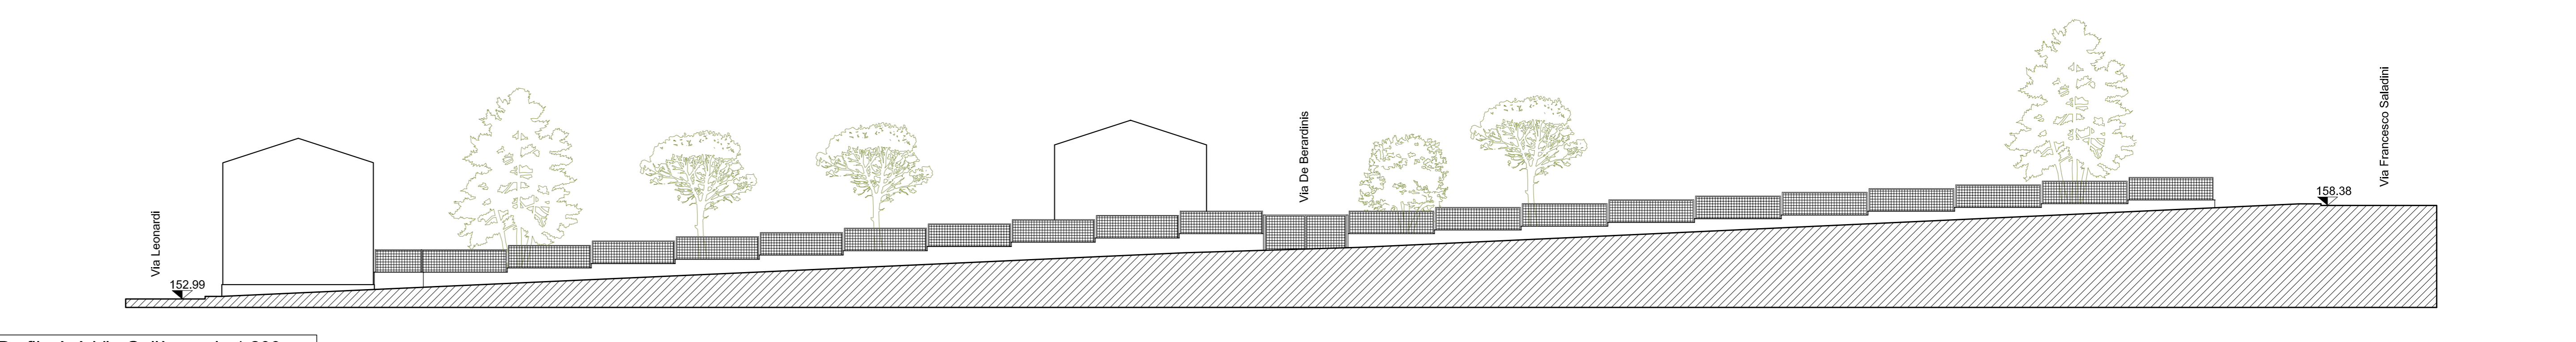 Via Leonardi
152.99
Via De Berardinis
158.38
Via Francesco Saladini